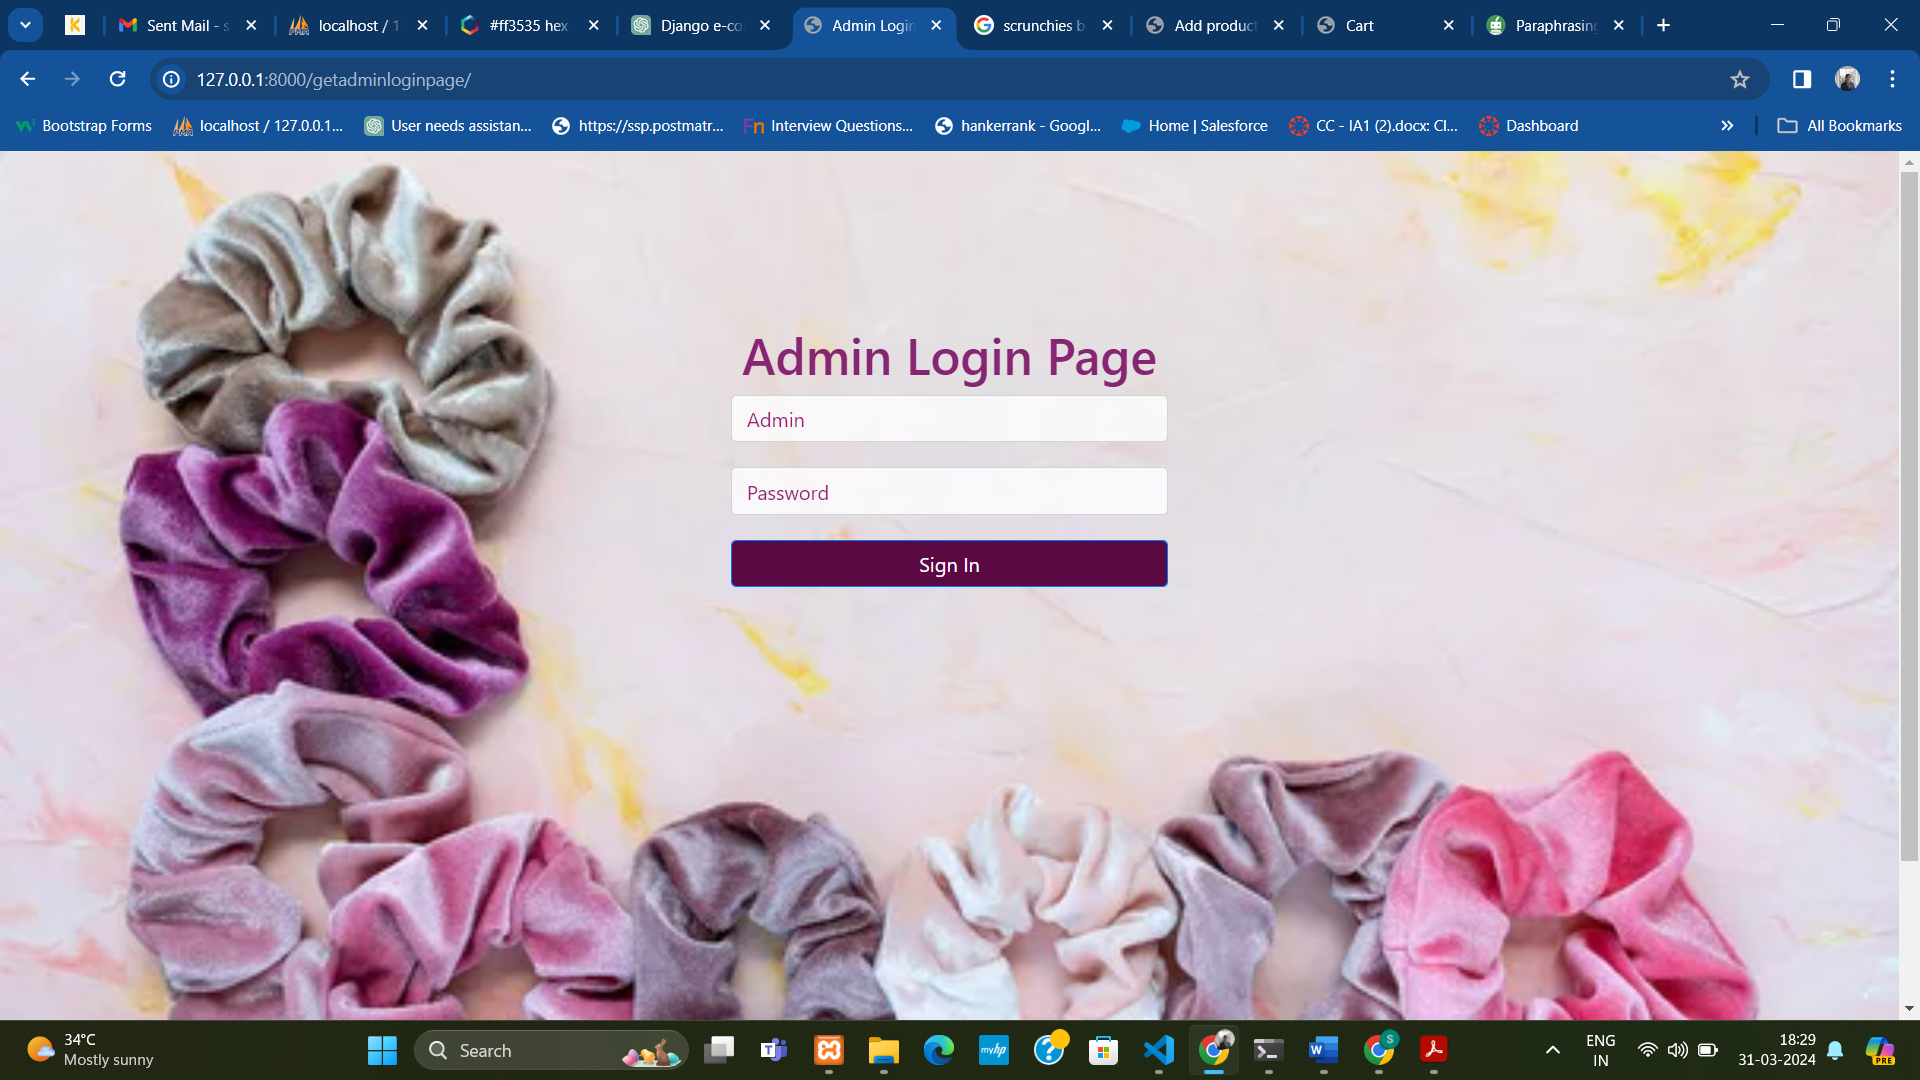 Sent Mail - s
localhost / 1
#ff3535 hex
Django e-co
Admin Login
scrunchies b
Add product
Cart
Paraphrasing
127.0.0.1:8000/getadminloginpage/
Bootstrap Forms
localhost / 127.0.0.1...
User needs assistan...
https://ssp.postmatr...
Fn Interview Questions...
hankerrank - Googl...
Home | Salesforce
CC - IA1 (2).docx: Cl...
Dashboard
All Bookmarks
Admin Login Page
Admin
Password
Sign In
34°C
Mostly sunny
Search
myhp
ENG
IN
18:29
31-03-2024
PRE